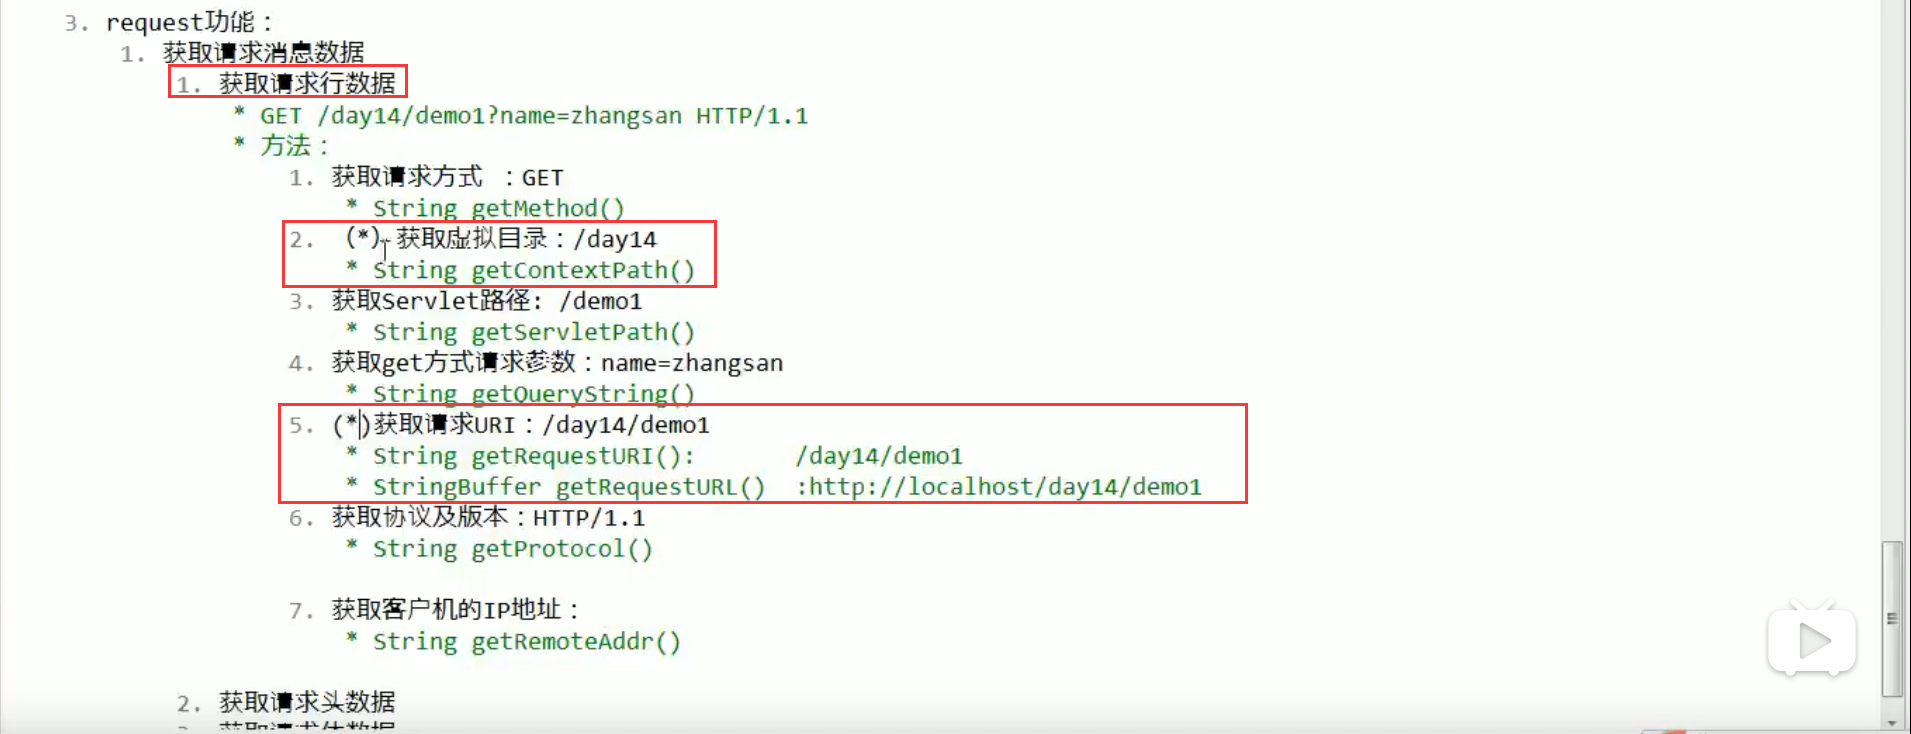 3. request功能：
1. 获取请求消息数据
1. 获取请求行数据
* GET /day14/demo1?name=zhangsan HTTP/1.1
* 方法：
1. 获取请求方式 ：GET
* String getMethod()
2. (*) 获取虚拟目录：/day14
* String getContextPath()
3. 获取Servlet路径: /demo1
* String getServletPath()
4. 获取get方式请求参数：name=zhangsan
* String getQueryString()
5. (*)获取请求URI：/day14/demo1
* String getRequestURI(): /day14/demo1
* StringBuffer getRequestURL() :http://localhost/day14/demo1
6. 获取协议及版本：HTTP/1.1
* String getProtocol()
7. 获取客户机的IP地址：
* String getRemoteAddr()
2. 获取请求头数据